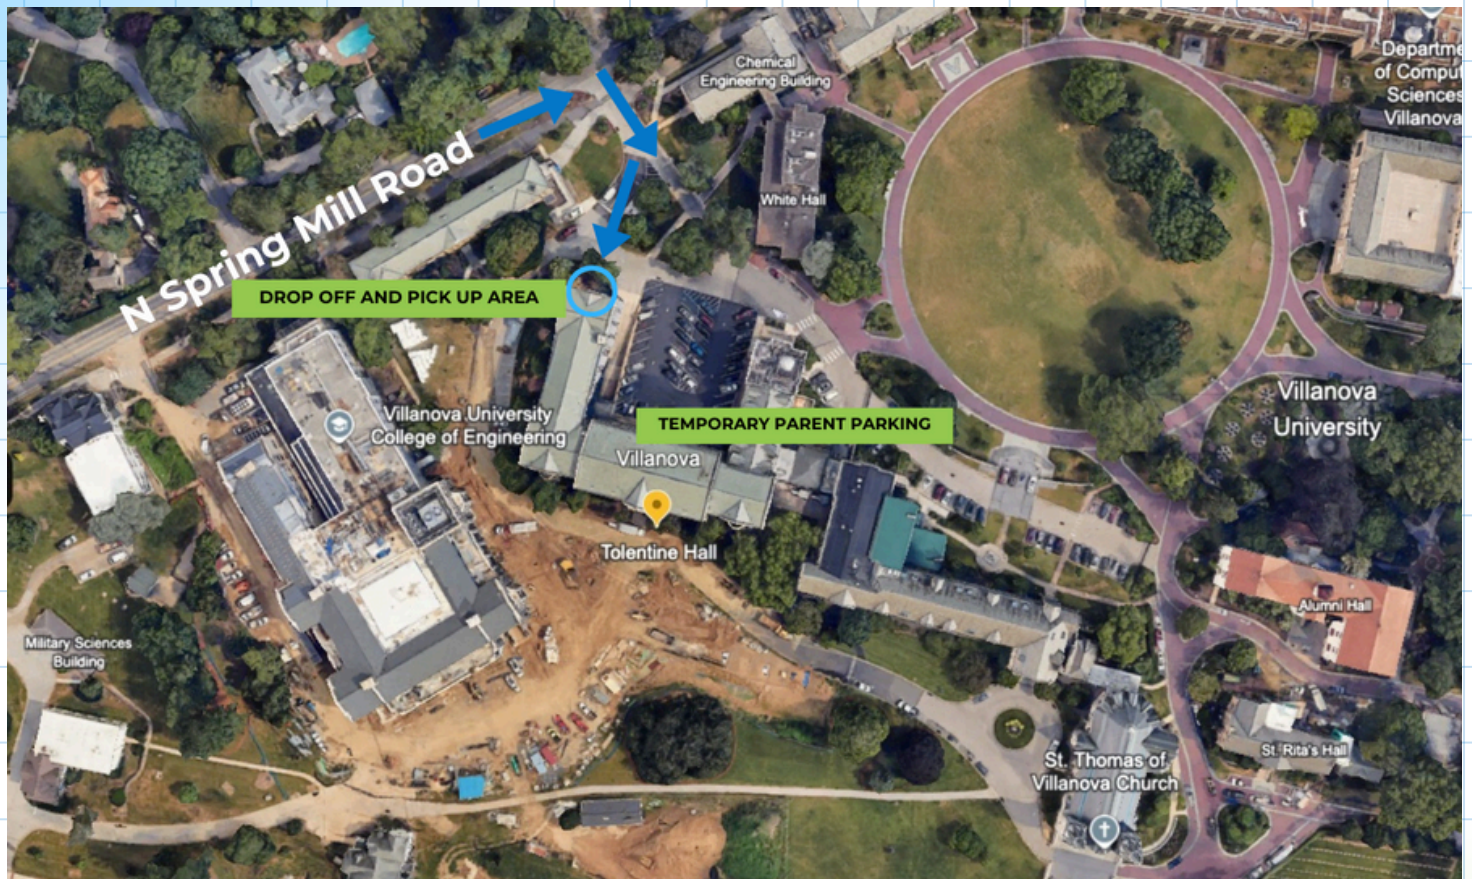 Chemical
Engineering Building
Departme
of Comput
Sciences
Villanova
N Spring Mill Road
White Hall
DROP OFF AND PICK UP AREA
Villanova University
College of Engineering
TEMPORARY PARENT PARKING
Villanova
University
Villanova
Tolentine Hall
Alumni Hall
Military Sciences
Building
St. Thomas of
Villanova Church
St. Rita's Hall